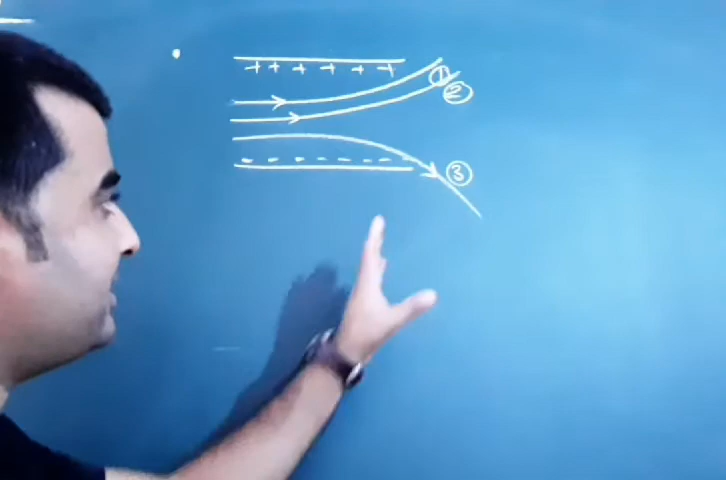 + + + + +
①
②
- - - - - -
③